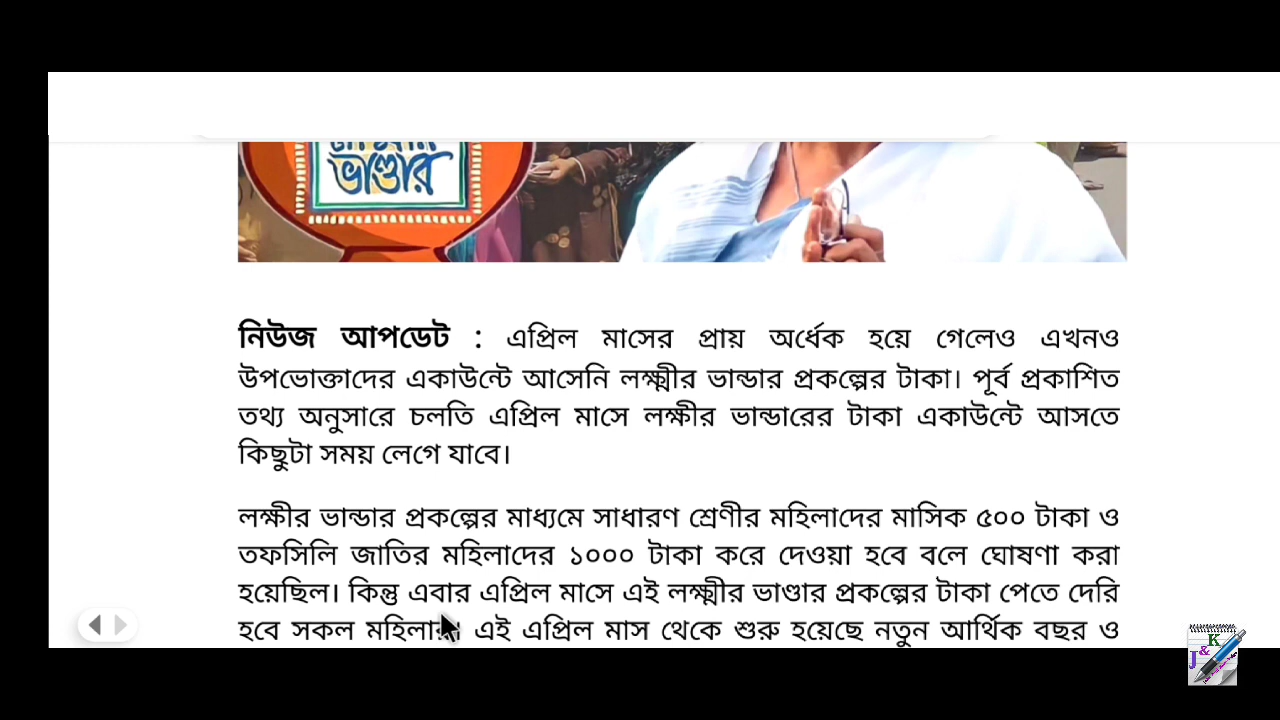 ভাণ্ডার
নিউজ আপডেট : এপ্রিল মাসের প্রায় অর্ধেক হয়ে গেলেও এখনও
উপভোক্তাদের একাউন্টে আসেনি লক্ষ্মীর ভান্ডার প্রকল্পের টাকা। পূর্ব প্রকাশিত
তথ্য অনুসারে চলতি এপ্রিল মাসে লক্ষীর ভান্ডারের টাকা একাউন্টে আসতে
কিছুটা সময় লেগে যাবে।
লক্ষীর ভান্ডার প্রকল্পের মাধ্যমে সাধারণ শ্রেণীর মহিলাদের মাসিক ৫০০ টাকা ও
তফসিলি জাতির মহিলাদের ১০০০ টাকা করে দেওয়া হবে বলে ঘোষণা করা
হয়েছিল। কিন্তু এবার এপ্রিল মাসে এই লক্ষ্মীর ভাণ্ডার প্রকল্পের টাকা পেতে দেরি
হবে সকল এই এপ্রিল মাস থেকে শুরু হয়েছে নতুন আর্থিক বছর ও
J&K